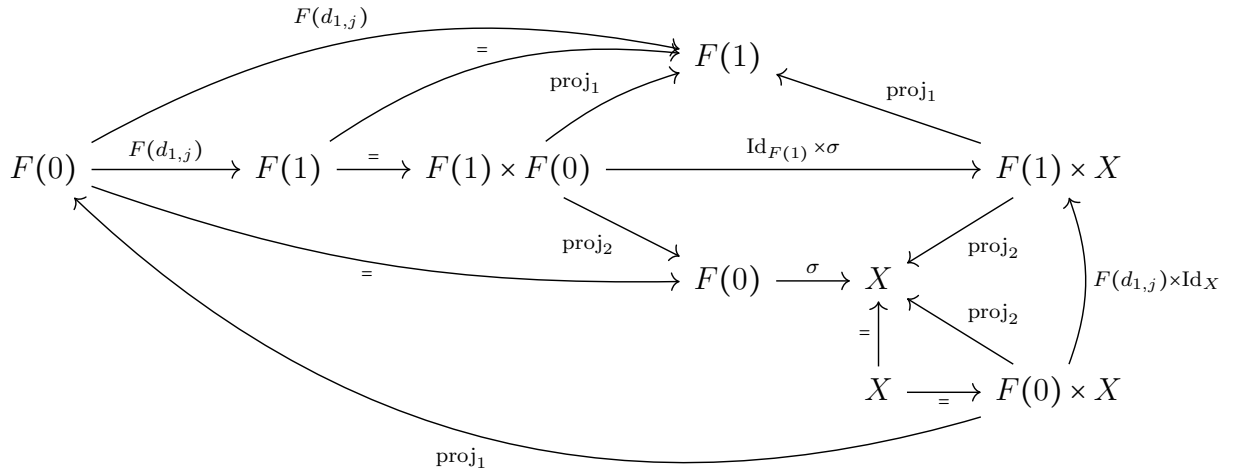 F(d_{1,j})
=
F(1)
proj_1
proj_1
F(0)
F(d_{1,j})
F(1)
=
F(1) × F(0)
Id_{F(1)} × σ
F(1) × X
proj_2
proj_2
=
F(0)
σ
X
F(d_{1,j}) × Id_X
proj_2
=
X
=
F(0) × X
proj_1